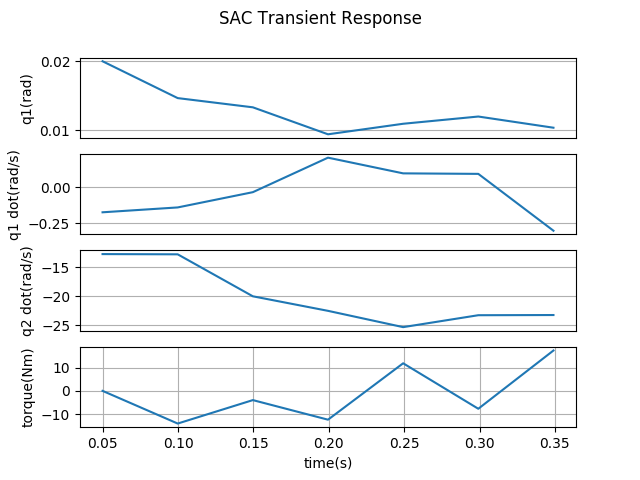 SAC Transient Response
0.02
0.01
q1(rad)
0.00
−0.25
q1 dot(rad/s)
−15
−20
−25
q2 dot(rad/s)
10
0
−10
torque(Nm)
0.05 0.10 0.15 0.20 0.25 0.30 0.35
time(s)